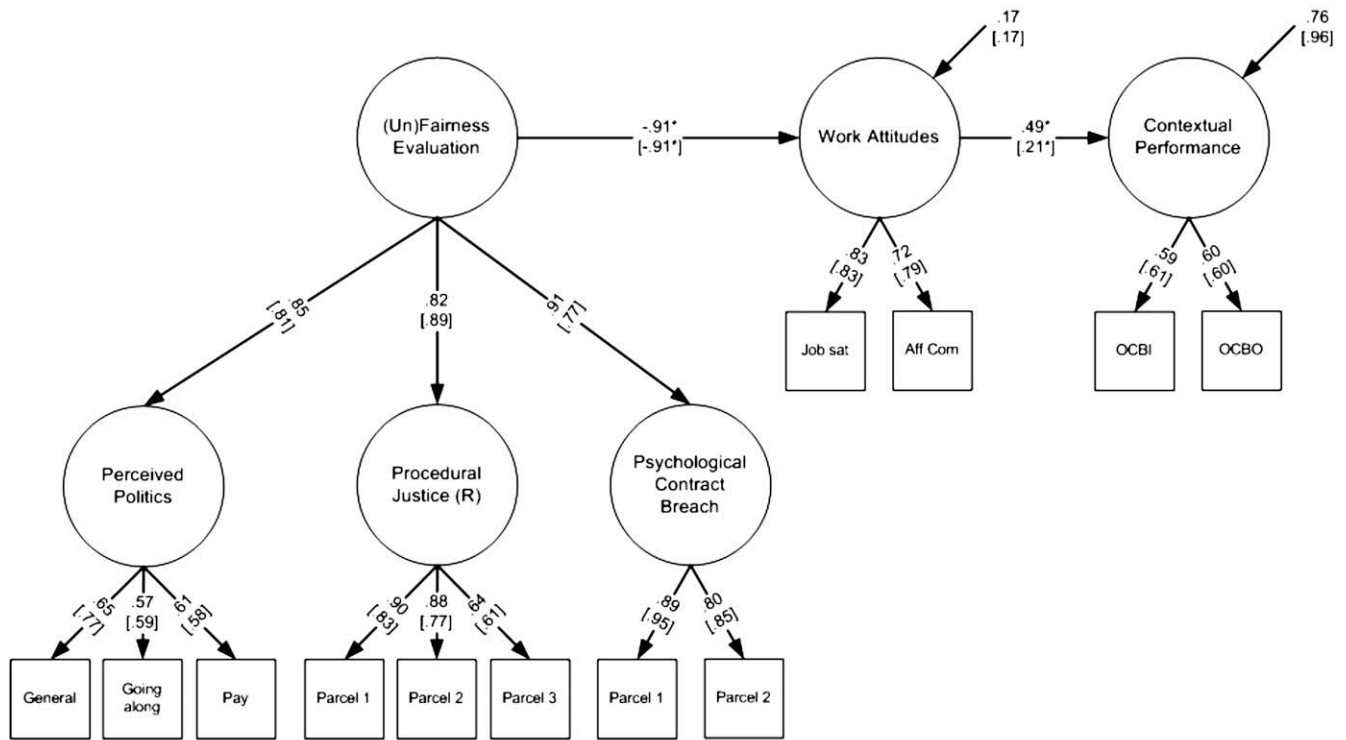 .17
[.17]
.76
[.96]
(Un)Fairness
Evaluation
-.91*
[-.91*]
Work Attitudes
.49*
[.21*]
Contextual
Performance
.83
[.83]
.72
[.79]
.59
[.61]
.60
[.60]
.85
[.81]
.82
[.89]
.91
[.77]
Job sat
Aff Com
OCBI
OCBO
Perceived
Politics
Procedural
Justice (R)
Psychological
Contract
Breach
.65
[.77]
.57
[.59]
.61
[.58]
.90
[.83]
.88
[.77]
.64
[.61]
.89
[.95]
.80
[.85]
General
Going
along
Pay
Parcel 1
Parcel 2
Parcel 3
Parcel 1
Parcel 2